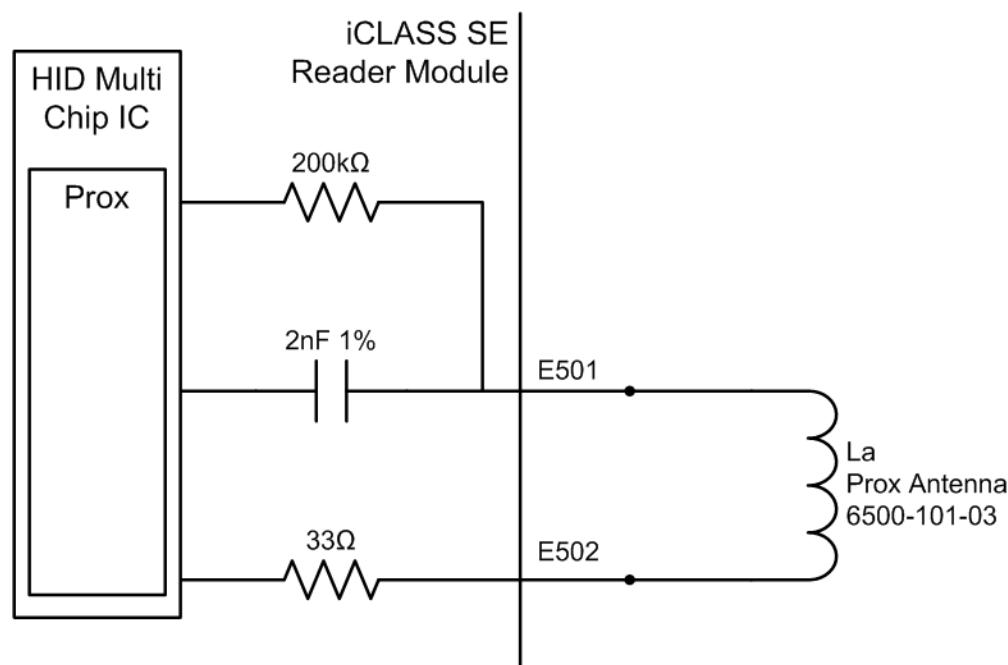 iCLASS SE
Reader Module
HID Multi
Chip IC
Prox
200kΩ
2nF 1%
E501
La
Prox Antenna
6500-101-03
33Ω
E502